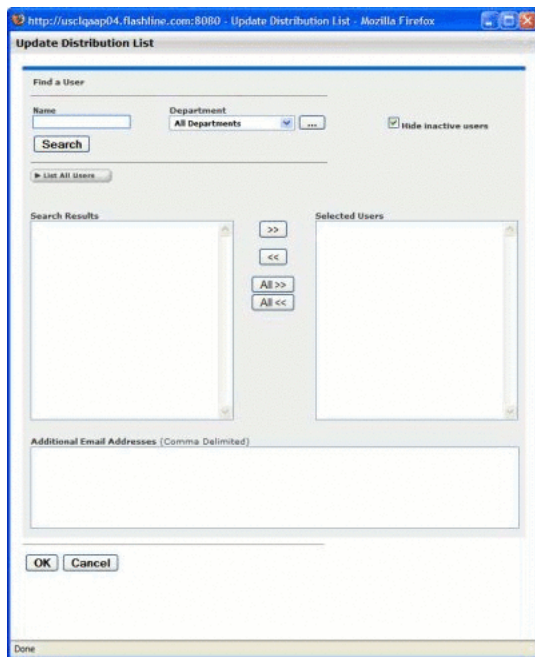 http://usclqaap04.flashline.com:8080 - Update Distribution List - Mozilla Firefox
Update Distribution List
Find a User
Name
Department
All Departments
...
Hide inactive users
Search
List All Users
Search Results
Selected Users
>>
<<
All >>
All <<
Additional Email Addresses (Comma Delimited)
OK
Cancel
Done